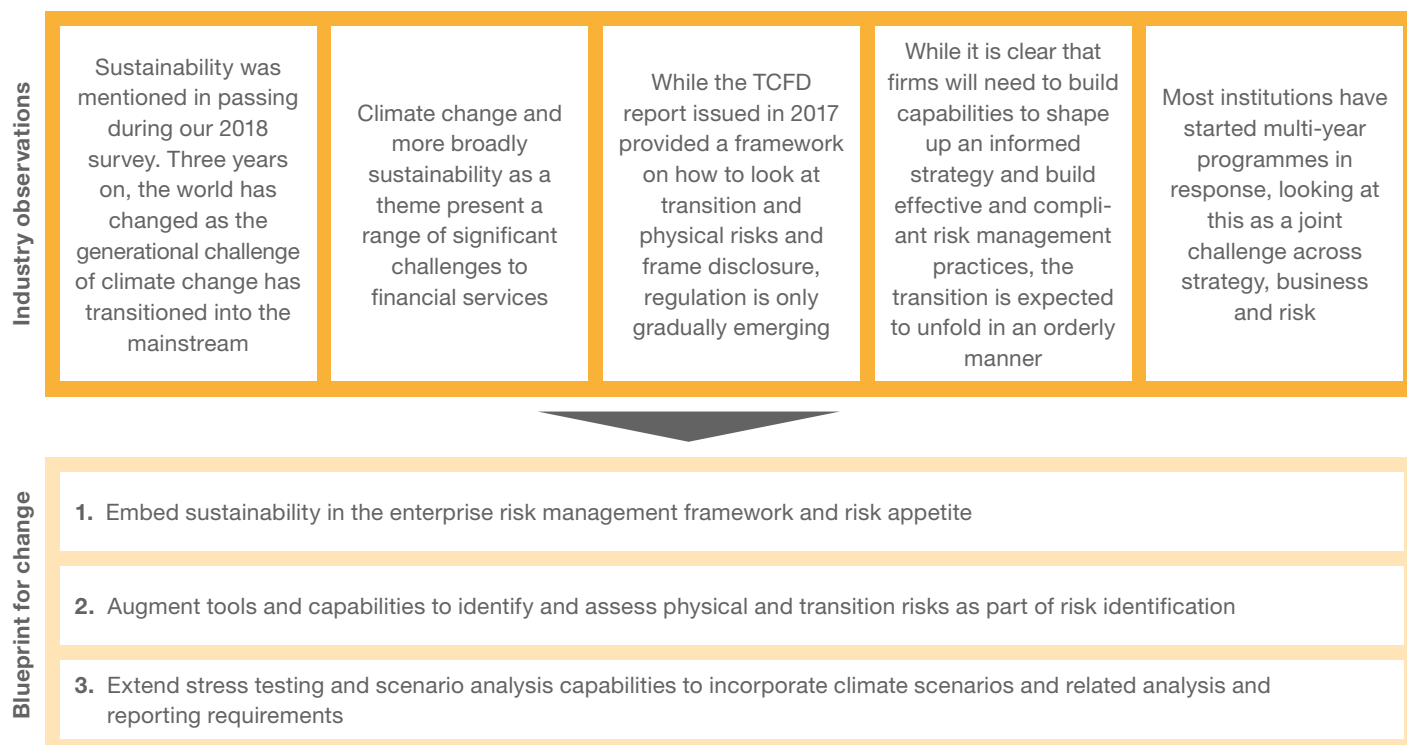 Industry observations
Sustainability was
mentioned in passing
during our 2018
survey. Three years
on, the world has
changed as the
generational challenge
of climate change has
transitioned into the
mainstream
Climate change and
more broadly
sustainability as a
theme present a
range of significant
challenges to
financial services
While the TCFD
report issued in 2017
provided a framework
on how to look at
transition and
physical risks and
frame disclosure,
regulation is only
gradually emerging
While it is clear that
firms will need to build
capabilities to shape
up an informed
strategy and build
effective and compli-
ant risk management
practices, the
transition is expected
to unfold in an orderly
manner
Most institutions have
started multi-year
programmes in
response, looking at
this as a joint
challenge across
strategy, business
and risk
Blueprint for change
1. Embed sustainability in the enterprise risk management framework and risk appetite
2. Augment tools and capabilities to identify and assess physical and transition risks as part of risk identification
3. Extend stress testing and scenario analysis capabilities to incorporate climate scenarios and related analysis and
reporting requirements